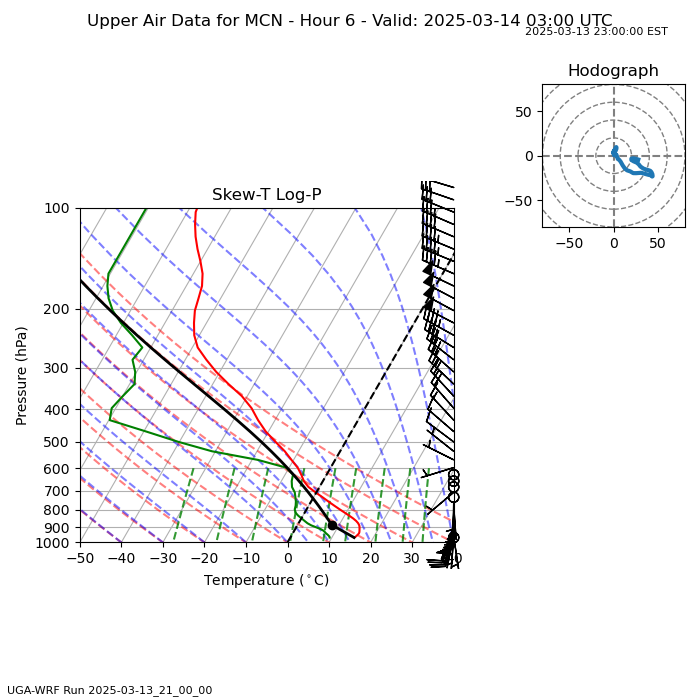 Upper Air Data for MCN - Hour 6 - Valid: 2025-03-14 03:00 UTC
2025-03-13 23:00:00 EST
Hodograph
50
0
−50
−50 0 50
Skew-T Log-P
100
200
300
400
500
600
700
800
900
1000
Pressure (hPa)
−50 −40 −30 −20 −10 0 10 20 30 40
Temperature (°C)
UGA-WRF Run 2025-03-13_21_00_00